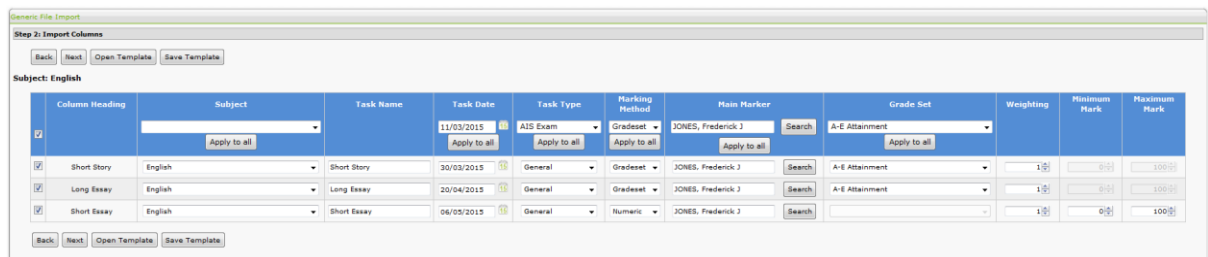 Generic File Import
Step 2: Import Columns
Back Next Open Template Save Template
Subject: English
Column Heading Subject Task Name Task Date Task Type Marking Method Main Marker Grade Set Weighting Minimum Mark Maximum Mark
11/03/2015 AIS Exam Gradeset JONES, Frederick J Search A-E Attainment
Apply to all Apply to all Apply to all Apply to all Apply to all Apply to all
Short Story English Short Story 30/03/2015 General Gradeset JONES, Frederick J Search A-E Attainment 1 0 100
Long Essay English Long Essay 20/04/2015 General Gradeset JONES, Frederick J Search A-E Attainment 1 0 100
Short Essay English Short Essay 06/05/2015 General Numeric JONES, Frederick J Search 1 0 100
Back Next Open Template Save Template